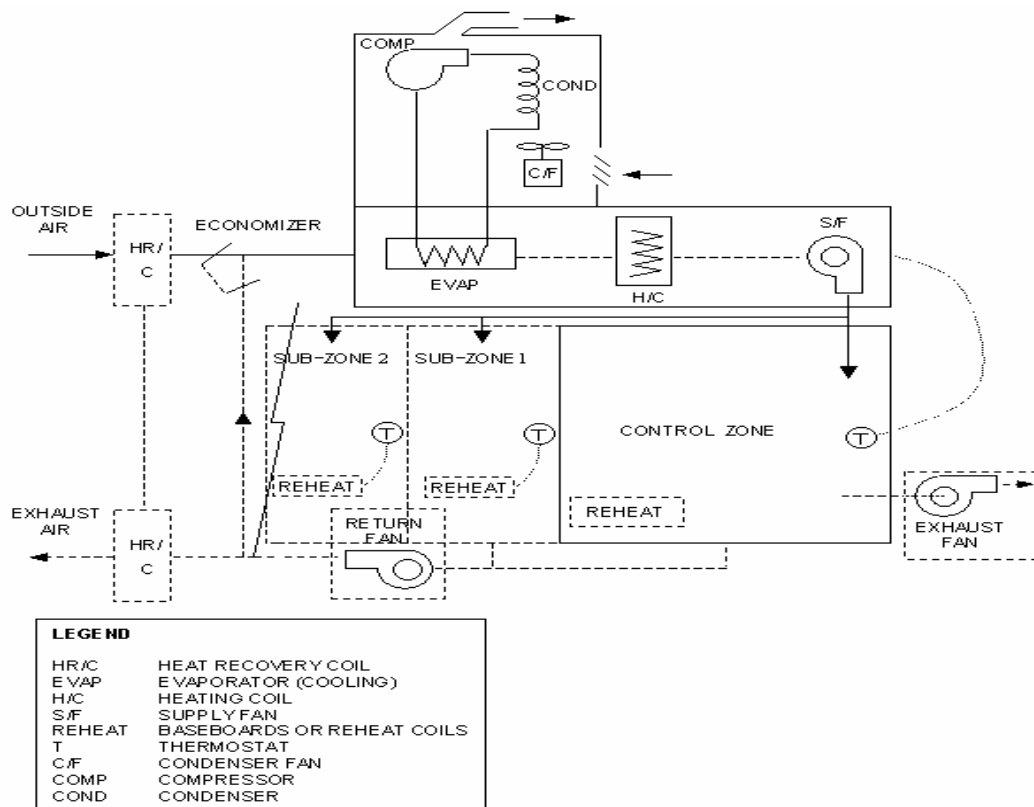 COMP
COND
C/F
OUTSIDE
AIR
ECONOMIZER
HR/
C
S/F
EVAP
H/C
SUB-ZONE 2
SUB-ZONE 1
CONTROL ZONE
T
T
T
REHEAT
REHEAT
REHEAT
EXHAUST
AIR
HR/
C
RETURN
FAN
EXHAUST
FAN
LEGEND
HR/C HEAT RECOVERY COIL
EVAP EVAPORATOR (COOLING)
H/C HEATING COIL
S/F SUPPLY FAN
REHEAT BASEBOARDS OR REHEAT COILS
T THERMOSTAT
C/F CONDENSER FAN
COMP COMPRESSOR
COND CONDENSER